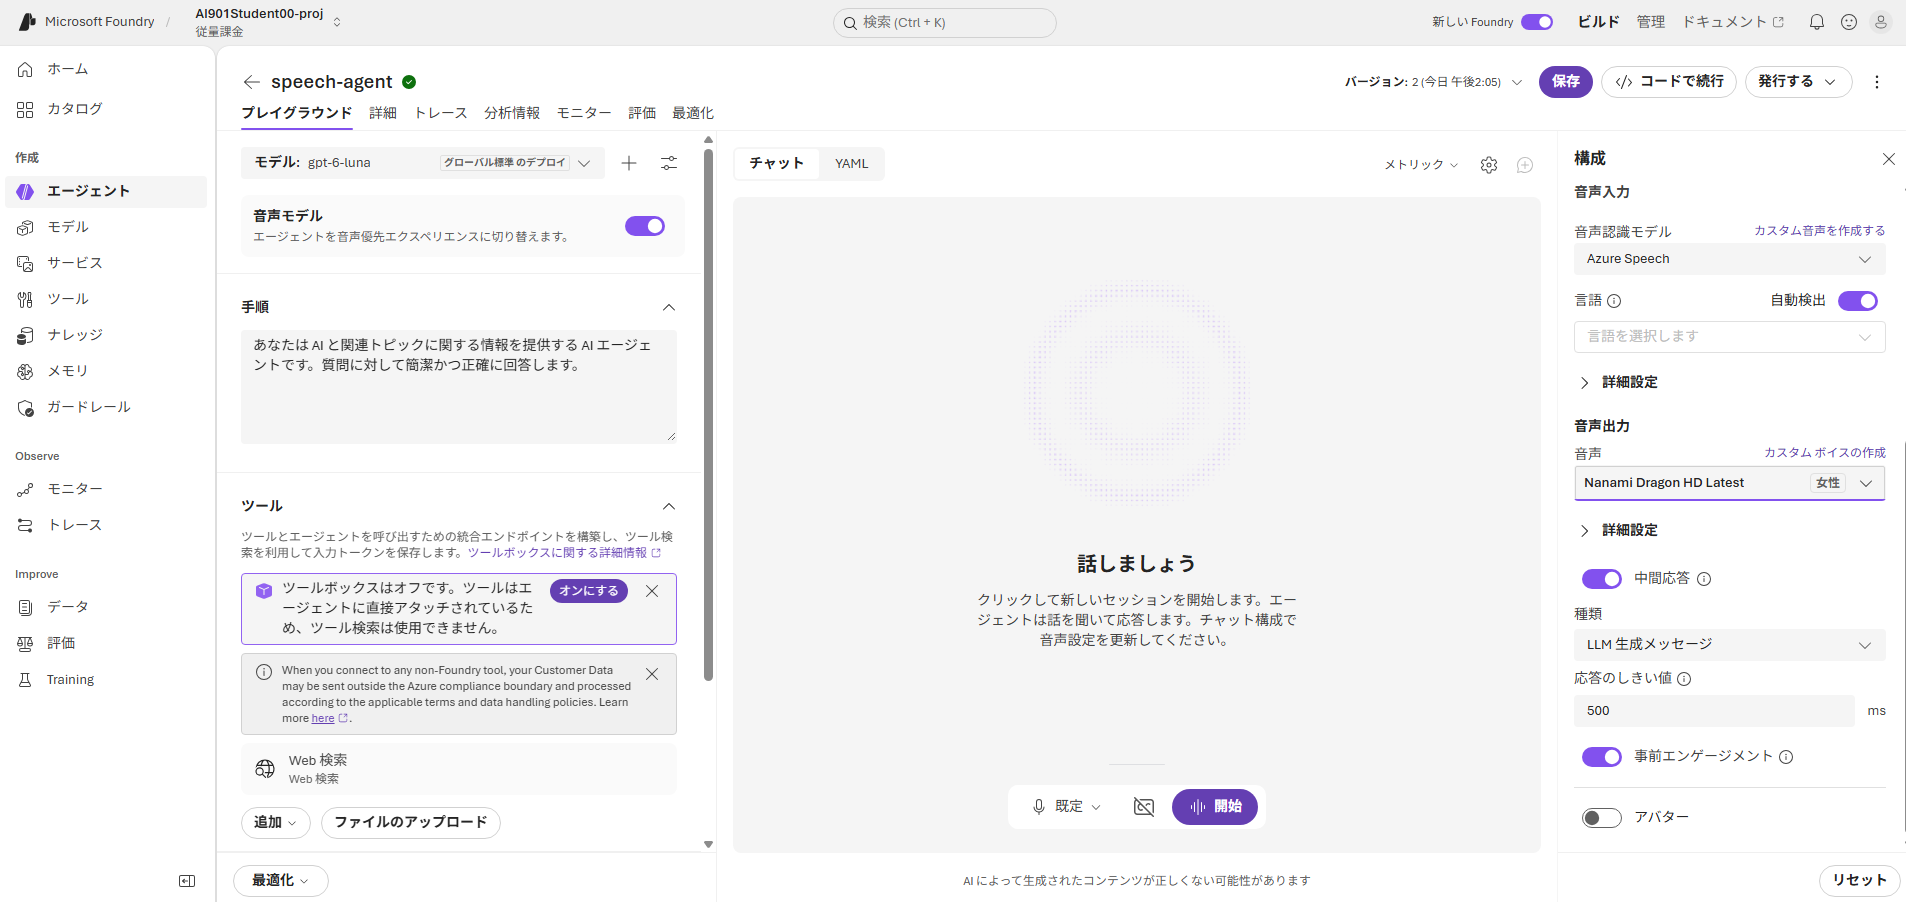 Microsoft Foundry
/
AI901Student00-proj
従量課金
検索 (Ctrl + K)
新しい Foundry
ビルド
管理
ドキュメント
ホーム
カタログ
作成
エージェント
モデル
サービス
ツール
ナレッジ
メモリ
ガードレール
Observe
モニター
トレース
Improve
データ
評価
Training
speech-agent
バージョン: 2 (今日 午後2:05)
保存
コードで続行
発行する
プレイグラウンド
詳細
トレース
分析情報
モニター
評価
最適化
モデル: gpt-6-luna
グローバル標準 のデプロイ
音声モデル
エージェントを音声優先エクスペリエンスに切り替えます。
手順
あなたは AI と関連トピックに関する情報を提供する AI エージェ
ントです。質問に対して簡潔かつ正確に回答します。
ツール
ツールとエージェントを呼び出すための統合エンドポイントを構築し、ツール検
索を利用して入力トークンを保存します。ツールボックスに関する詳細情報
ツールボックスはオフです。ツールはエ
ージェントに直接アタッチされているた
め、ツール検索は使用できません。
オンにする
When you connect to any non-Foundry tool, your Customer Data
may be sent outside the Azure compliance boundary and processed
according to the applicable terms and data handling policies. Learn
more here .
Web 検索
Web 検索
追加
ファイルのアップロード
最適化
チャット
YAML
メトリック
話しましょう
クリックして新しいセッションを開始します。エー
ジェントは話を聞いて応答します。チャット構成で
音声設定を更新してください。
既定
開始
AI によって生成されたコンテンツが正しくない可能性があります
構成
音声入力
音声認識モデル
カスタム音声を作成する
Azure Speech
言語
自動検出
言語を選択します
詳細設定
音声出力
音声
カスタム ボイスの作成
Nanami Dragon HD Latest
女性
詳細設定
中間応答
種類
LLM 生成メッセージ
応答のしきい値
500
ms
事前エンゲージメント
アバター
リセット